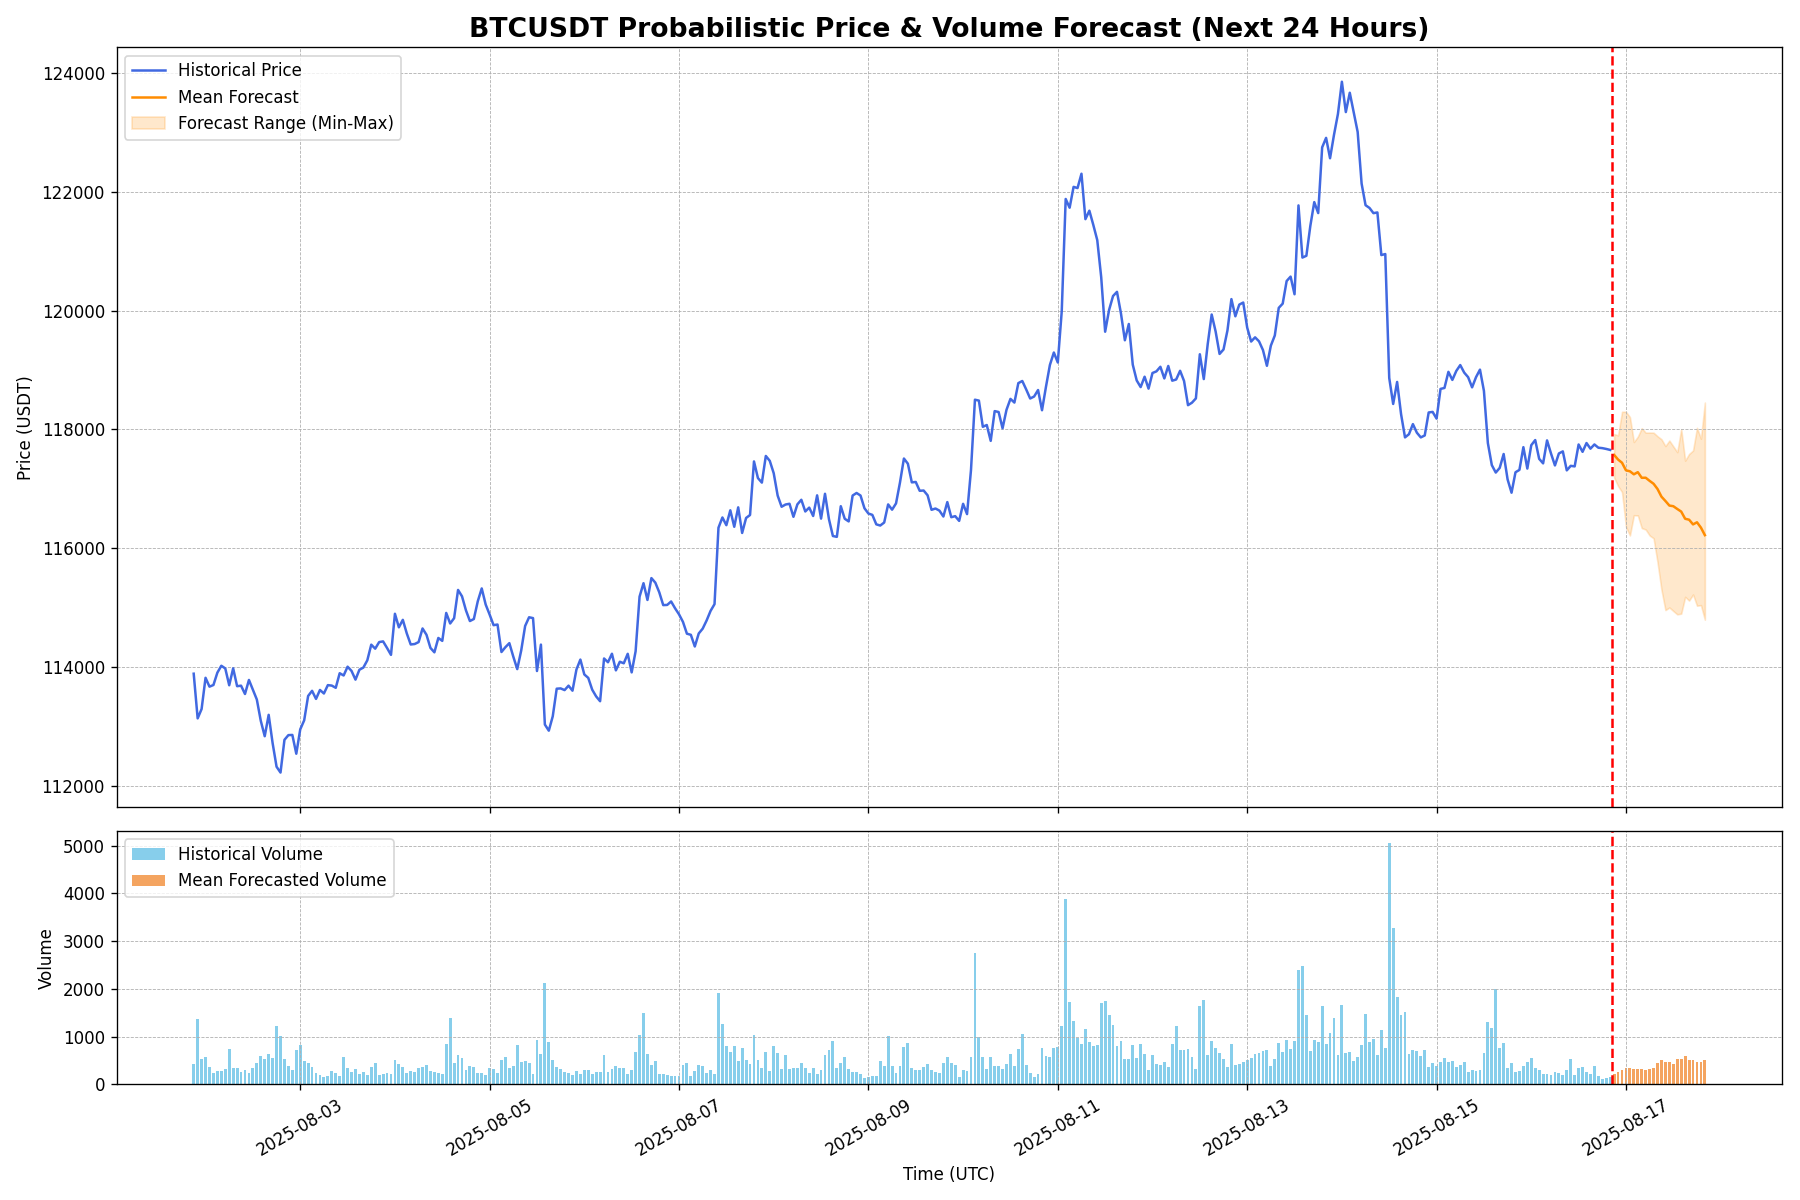 BTCUSDT Probabilistic Price & Volume Forecast (Next 24 Hours)
Historical Price
Mean Forecast
Forecast Range (Min-Max)
Price (USDT)
124000
122000
120000
118000
116000
114000
112000
Historical Volume
Mean Forecasted Volume
Volume
5000
4000
3000
2000
1000
0
2025-08-03
2025-08-05
2025-08-07
2025-08-09
2025-08-11
2025-08-13
2025-08-15
2025-08-17
Time (UTC)